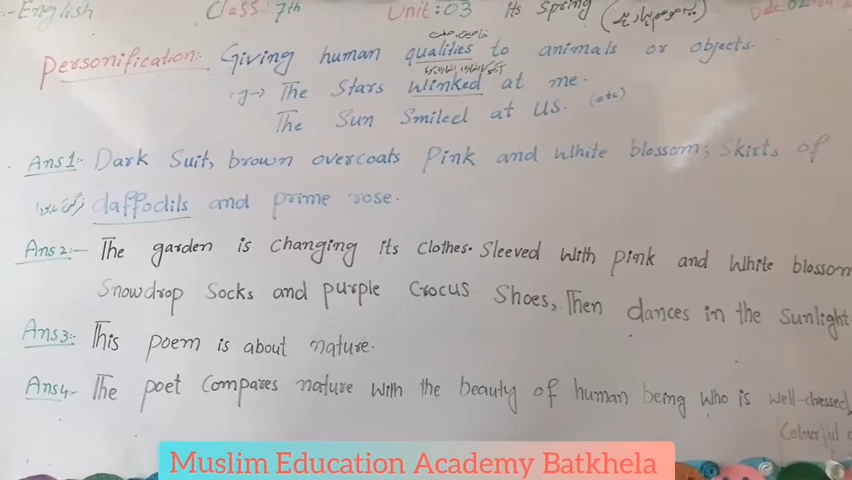 English Class 7th Unit: 03 Its Spring
Personification:- Giving human qualities to animals or objects.
The Stars Winked at me.
The Sun Smiled at US. (etc)
Ans1:- Dark Suit, brown overcoats Pink and White blossom; Skirts of
daffodils and prime rose.
Ans2:- The garden is changing its clothes. Sleeved with pink and White blossom
Snowdrop Socks and purple Crocus Shoes, Then dances in the Sunlight
Ans3:- This poem is about nature.
Ans4:- The poet Compares nature with the beauty of human being who is well-dressed,
Colourful
Muslim Education Academy Batkhela